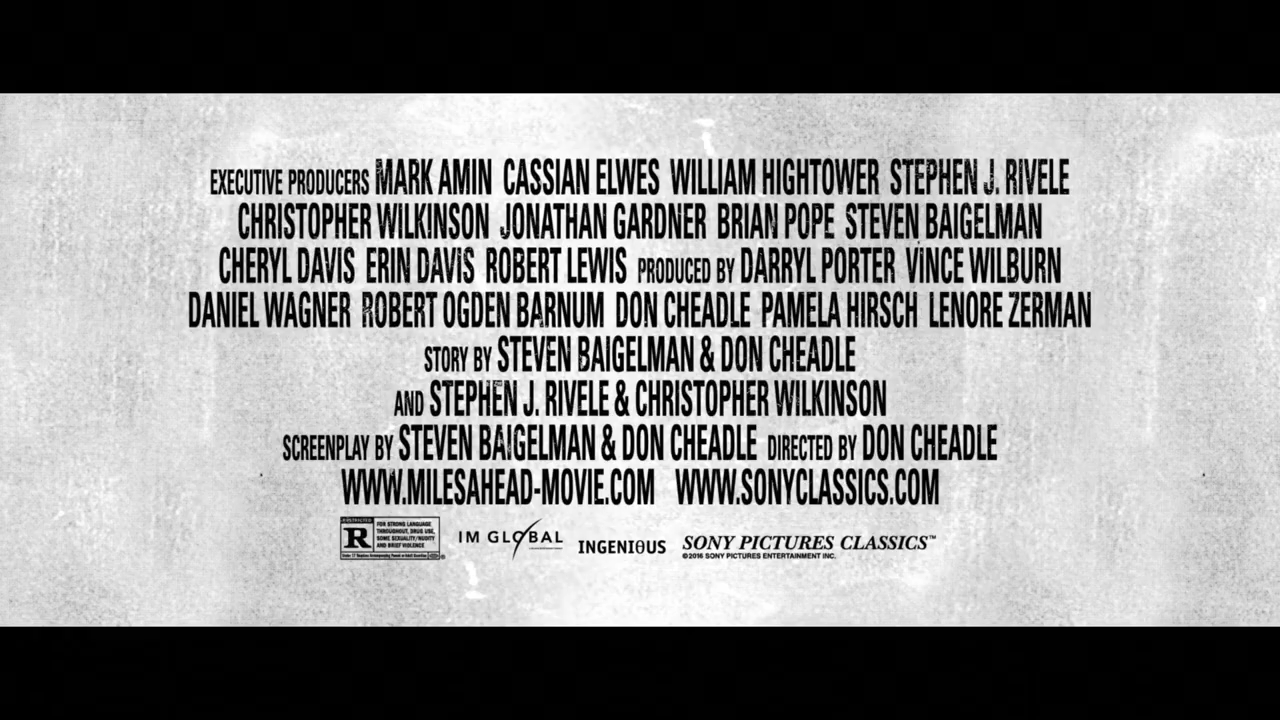 EXECUTIVE PRODUCERS MARK AMIN CASSIAN ELWES WILLIAM HIGHTOWER STEPHEN J. RIVELE
CHRISTOPHER WILKINSON JONATHAN GARDNER BRIAN POPE STEVEN BAIGELMAN
CHERYL DAVIS ERIN DAVIS ROBERT LEWIS PRODUCED BY DARRYL PORTER VINCE WILBURN
DANIEL WAGNER ROBERT OGDEN BARNUM DON CHEADLE PAMELA HIRSCH LENORE ZERMAN
STORY BY STEVEN BAIGELMAN & DON CHEADLE
AND STEPHEN J. RIVELE & CHRISTOPHER WILKINSON
SCREENPLAY BY STEVEN BAIGELMAN & DON CHEADLE DIRECTED BY DON CHEADLE
WWW.MILESAHEAD-MOVIE.COM WWW.SONYCLASSICS.COM
RESTRICTED
R
FOR STRONG LANGUAGE
THROUGHOUT, DRUG USE,
SOME SEXUALITY/NUDITY
AND BRIEF VIOLENCE
IM GLOBAL
INGENIθUS
SONY PICTURES CLASSICS™
©2016 SONY PICTURES ENTERTAINMENT INC.